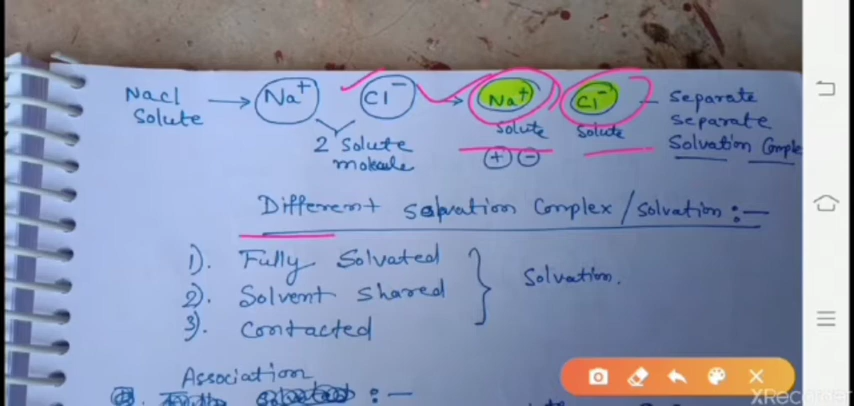 NaCl → Na+ Cl- → Na+ Cl- - separate
solute solute solute separate
2 solute + - solvation Comple
molecule
Different solvation Complex / solvation :-
1). Fully solvated
2). Solvent shared } solvation.
3). Contacted
Association
:-
XRecorder